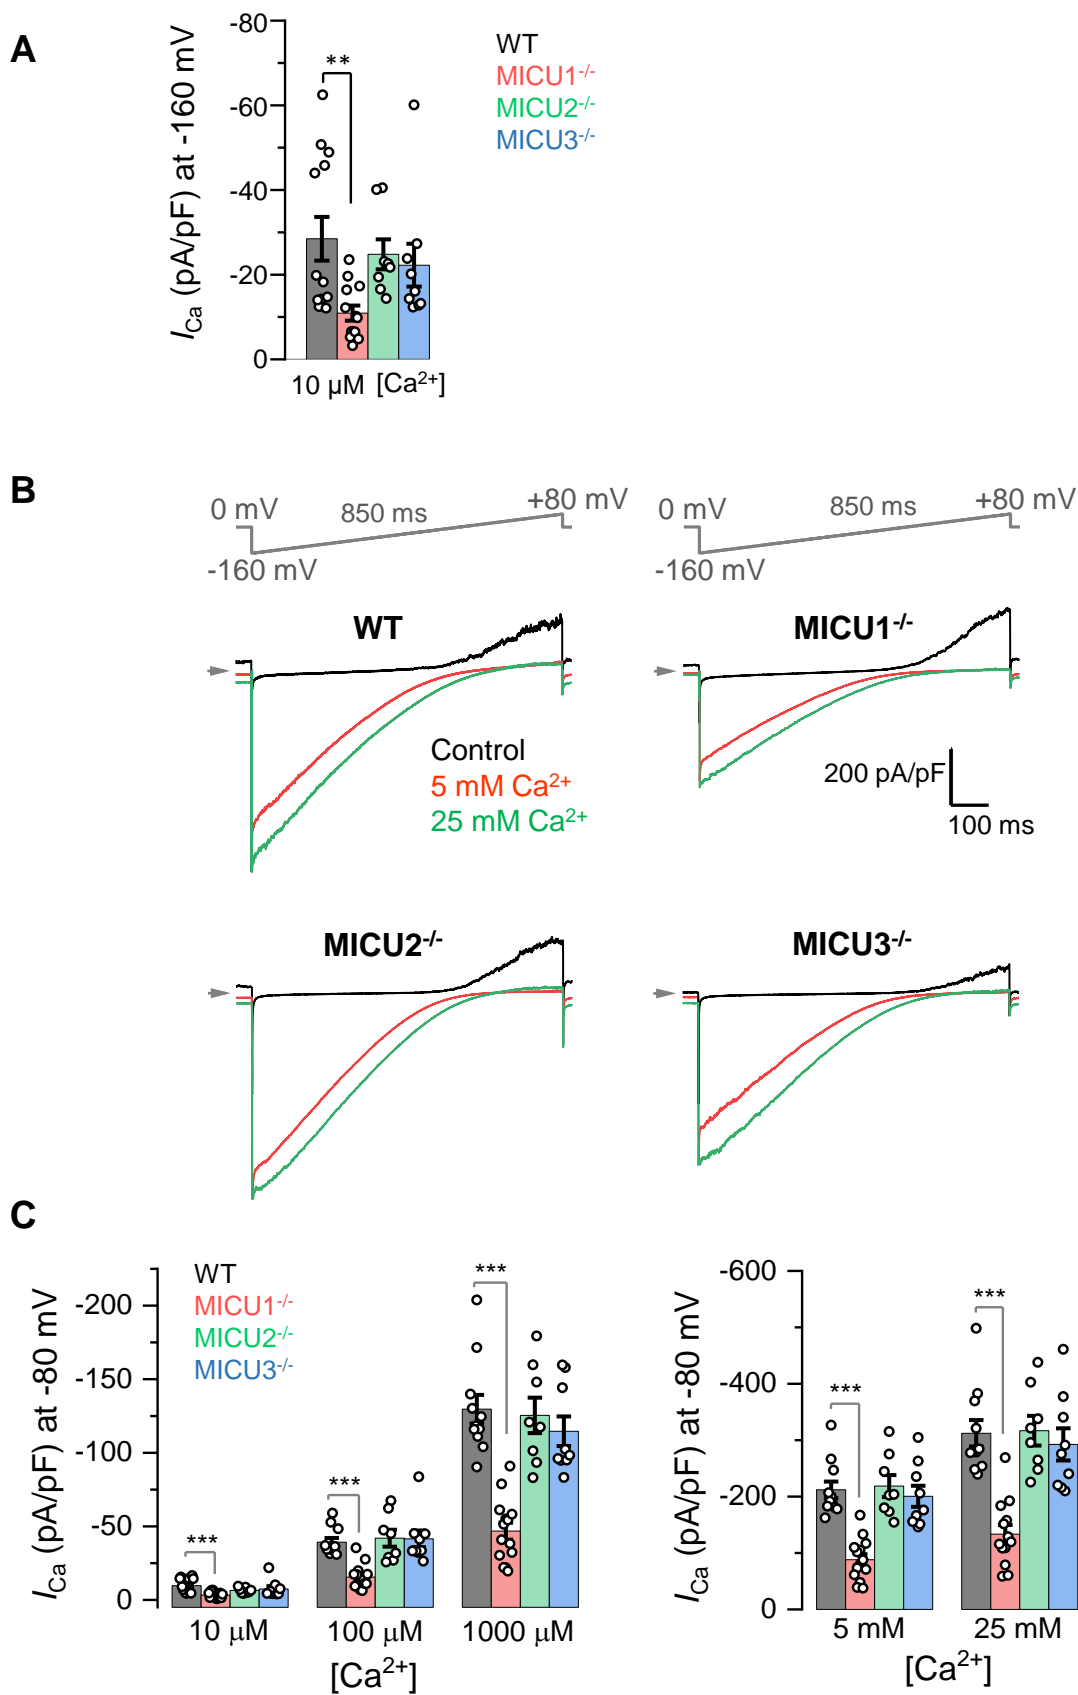 A
I_Ca (pA/pF) at -160 mV
-80
-60
-40
-20
0
**
WT
MICU1-/-
MICU2-/-
MICU3-/-
10 µM [Ca2+]
B
0 mV
850 ms
+80 mV
-160 mV
0 mV
850 ms
+80 mV
-160 mV
WT
MICU1-/-
Control
5 mM Ca2+
25 mM Ca2+
200 pA/pF
100 ms
MICU2-/-
MICU3-/-
C
I_Ca (pA/pF) at -80 mV
-200
-150
-100
-50
0
WT
MICU1-/-
MICU2-/-
MICU3-/-
***
***
***
10 µM
100 µM
1000 µM
[Ca2+]
I_Ca (pA/pF) at -80 mV
-600
-400
-200
0
***
***
5 mM
25 mM
[Ca2+]